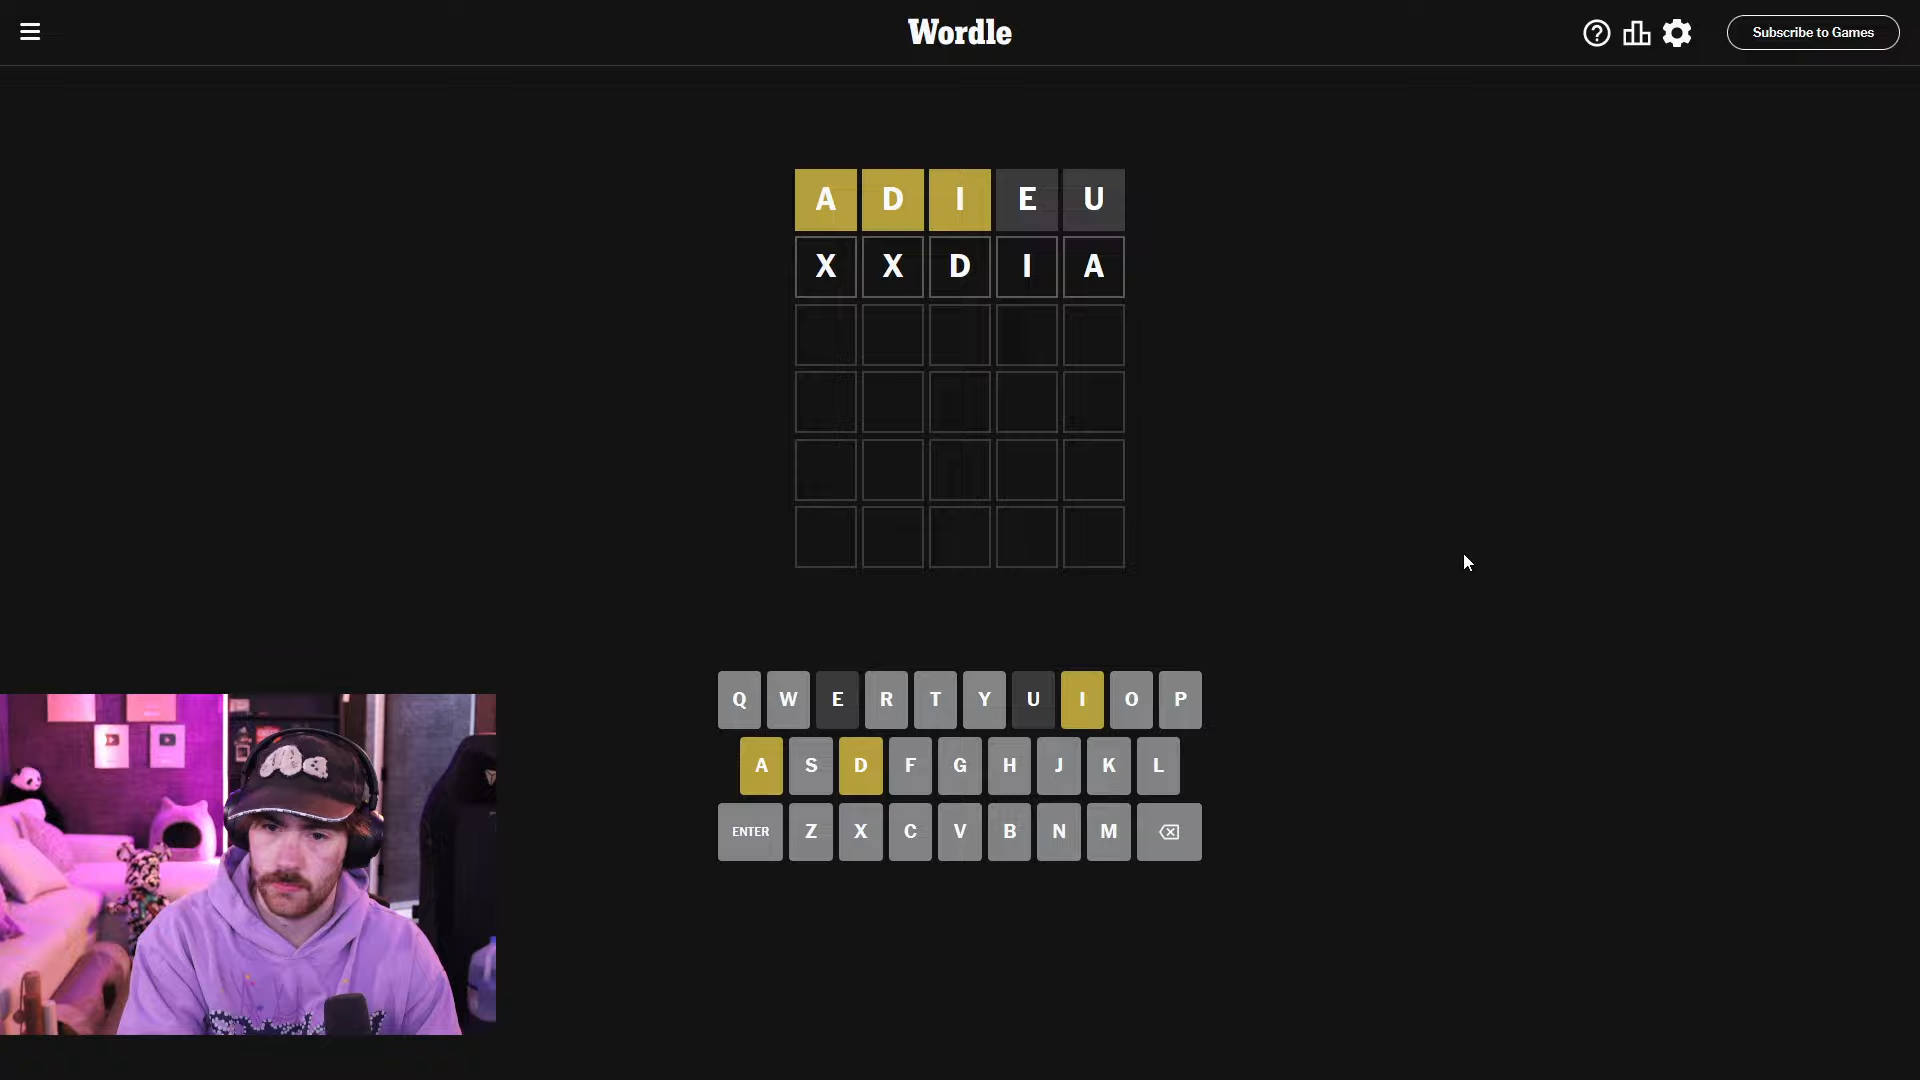 Wordle
Subscribe to Games
A D I E U
X X D I A
Q W E R T Y U I O P
A S D F G H J K L
ENTER Z X C V B N M